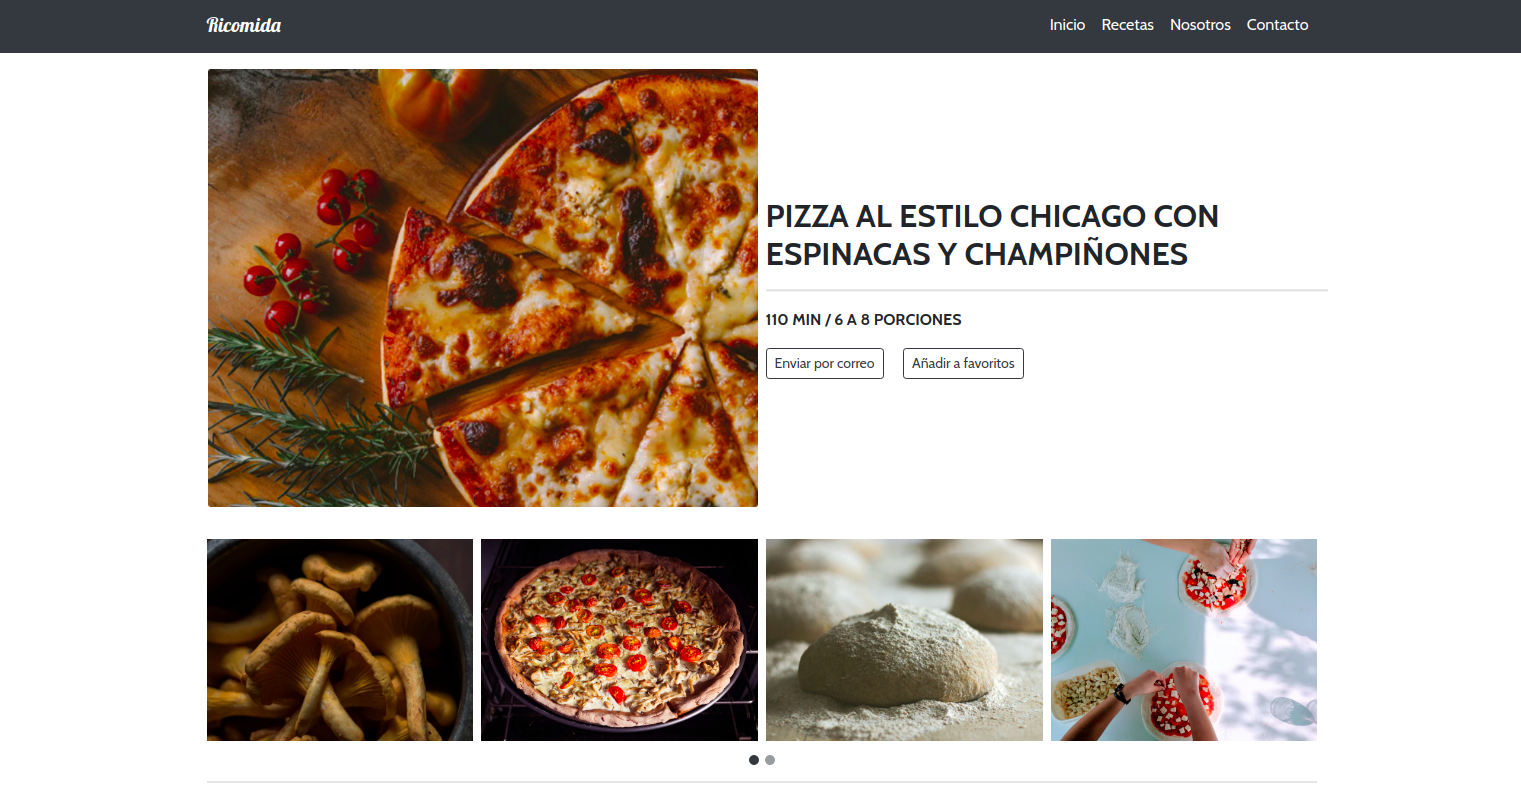 Ricomida
Inicio Recetas Nosotros Contacto
PIZZA AL ESTILO CHICAGO CON
ESPINACAS Y CHAMPIÑONES
110 MIN / 6 A 8 PORCIONES
Enviar por correo Añadir a favoritos